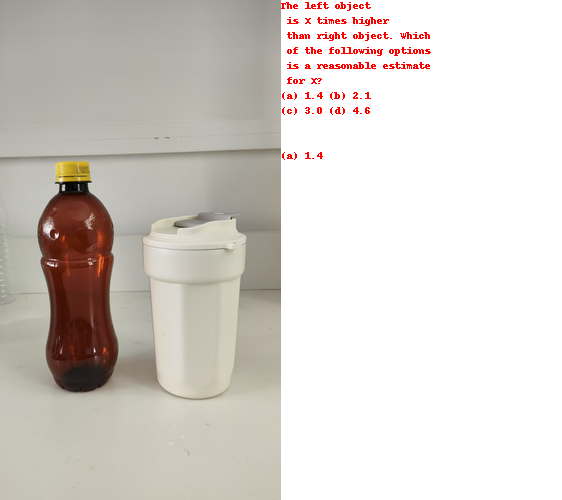 The left object
is X times higher
than right object. Which
of the following options
is a reasonable estimate
for X?
(a) 1.4 (b) 2.1
(c) 3.0 (d) 4.6
(a) 1.4